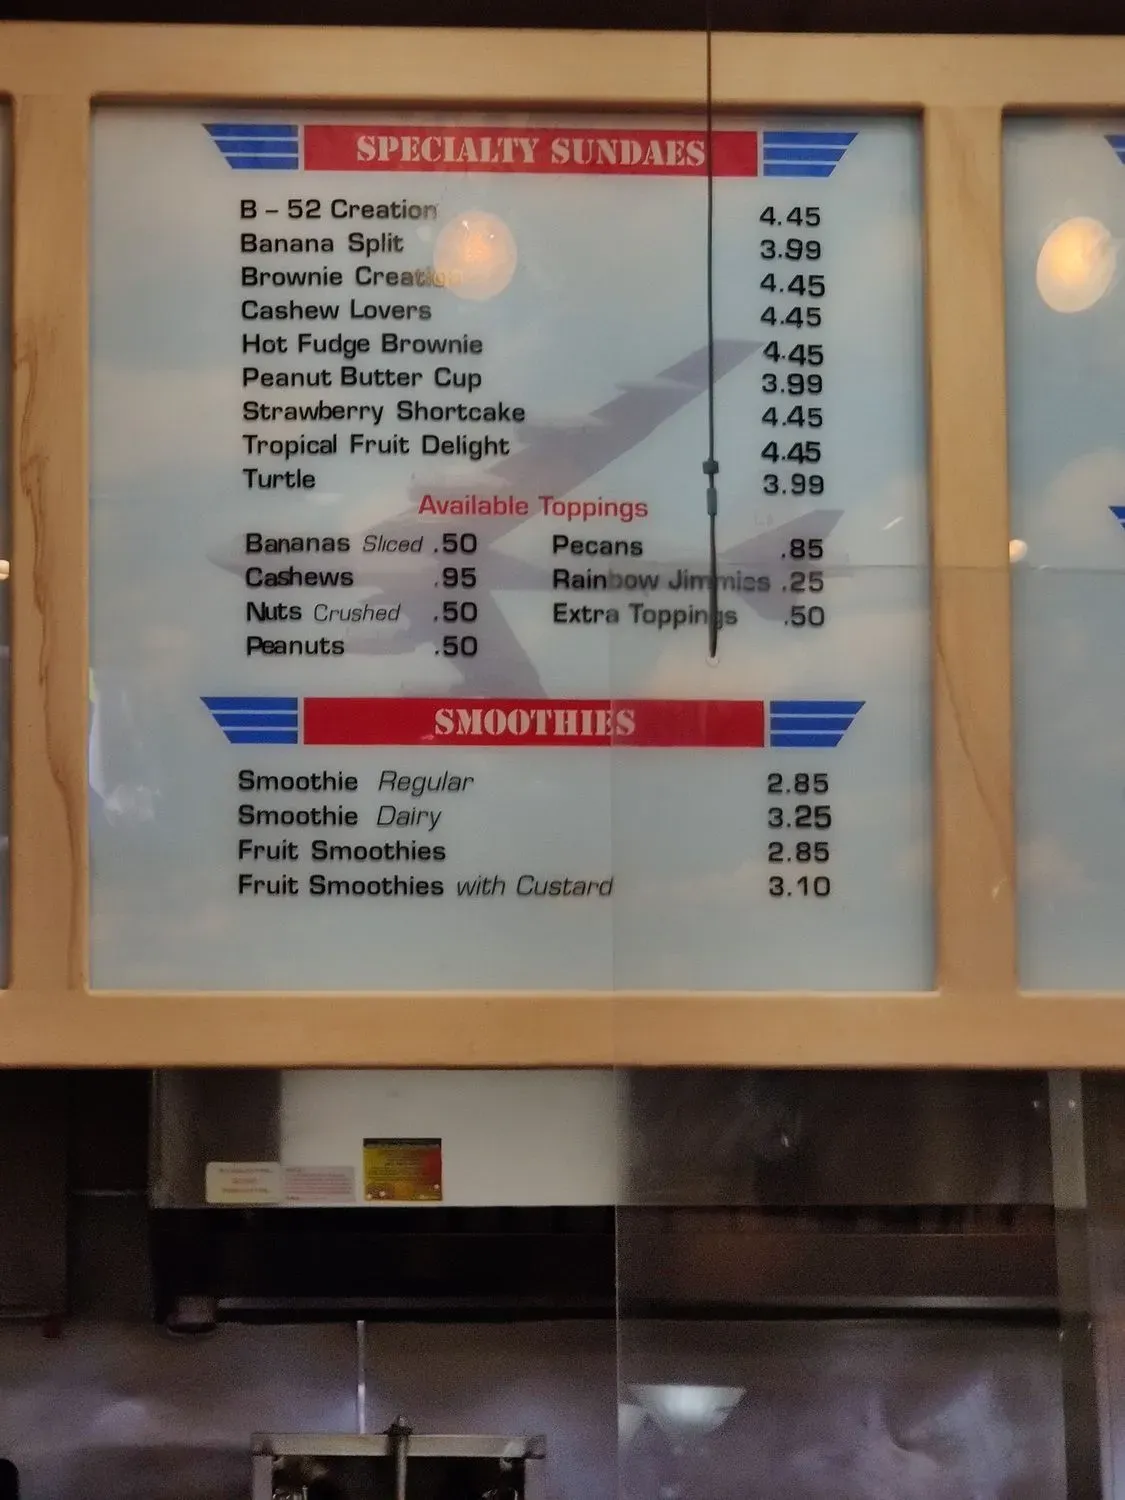 SPECIALTY SUNDAES
B – 52 Creation 4.45
Banana Split 3.99
Brownie Creation 4.45
Cashew Lovers 4.45
Hot Fudge Brownie 4.45
Peanut Butter Cup 3.99
Strawberry Shortcake 4.45
Tropical Fruit Delight 4.45
Turtle 3.99
Available Toppings
Bananas Sliced .50 Pecans .85
Cashews .95 Rainbow Jimmies .25
Nuts Crushed .50 Extra Toppings .50
Peanuts .50
SMOOTHIES
Smoothie Regular 2.85
Smoothie Dairy 3.25
Fruit Smoothies 2.85
Fruit Smoothies with Custard 3.10